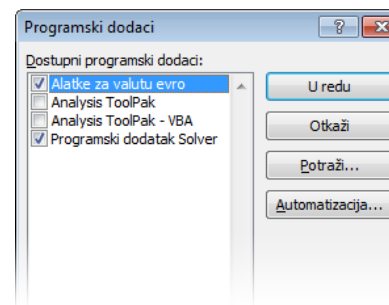 Programski dodaci
Dostupni programski dodaci:
Alatke za valutu evro
Analysis ToolPak
Analysis ToolPak - VBA
Programski dodatak Solver
U redu
Otkaži
Potraži...
Automatizacija...